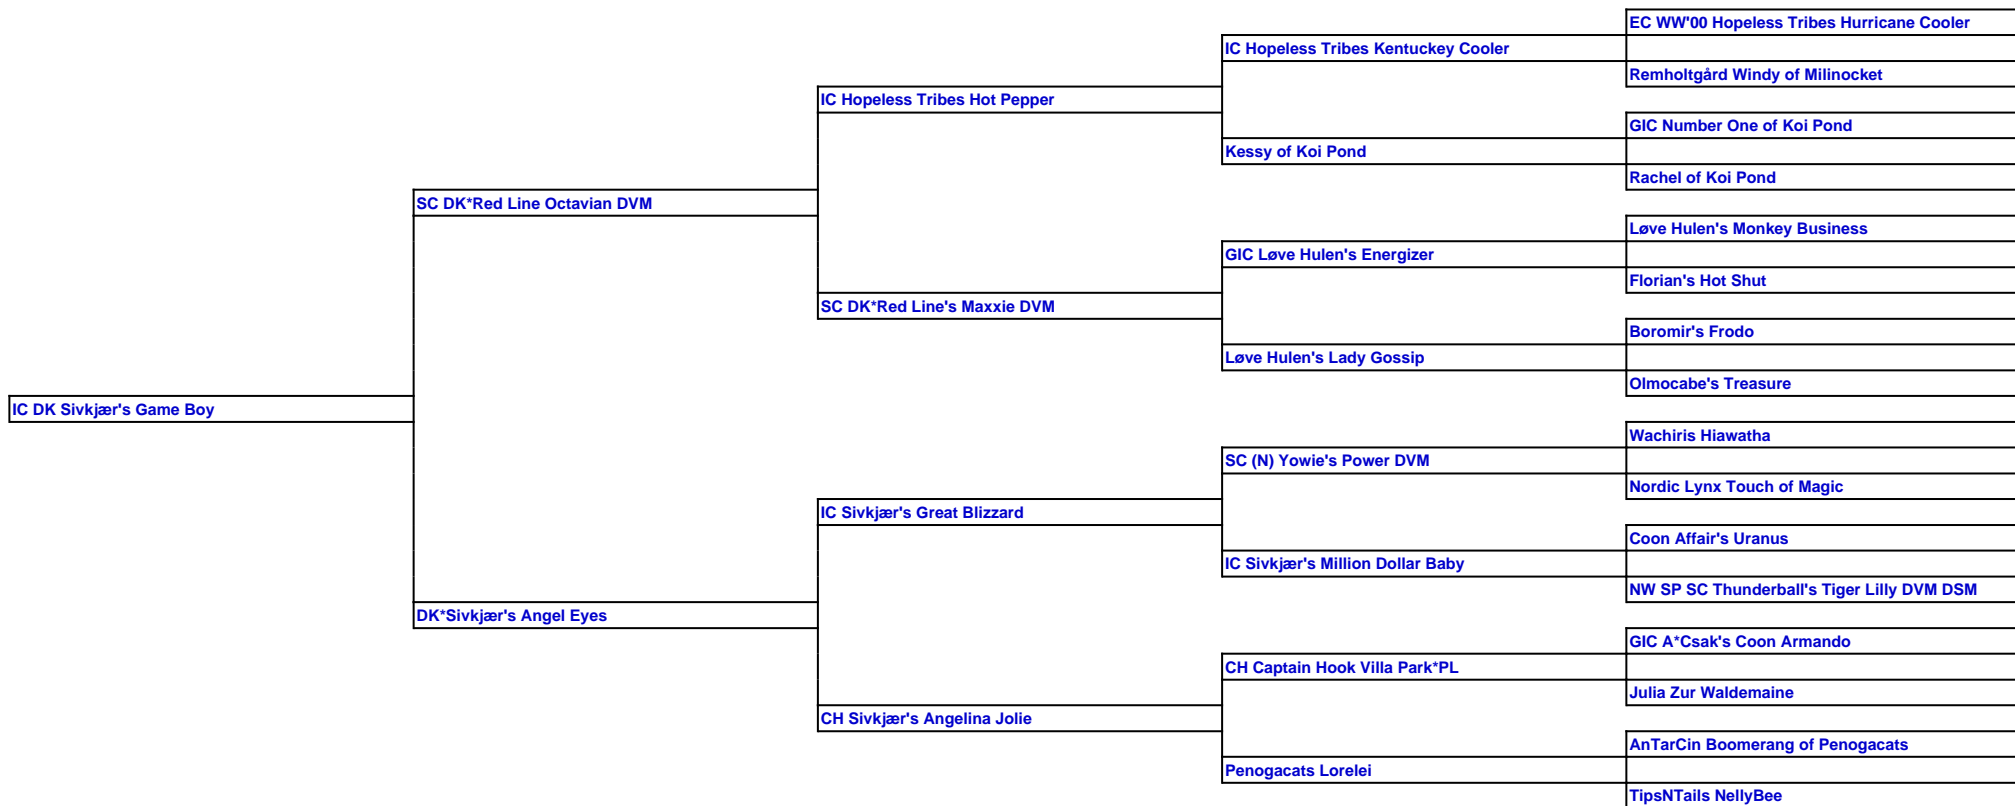 EC WW'00 Hopeless Tribes Hurricane Cooler
IC Hopeless Tribes Kentuckey Cooler
Remholtgård Windy of Milinocket
IC Hopeless Tribes Hot Pepper
GIC Number One of Koi Pond
Kessy of Koi Pond
Rachel of Koi Pond
SC DK*Red Line Octavian DVM
Løve Hulen's Monkey Business
GIC Løve Hulen's Energizer
Florian's Hot Shut
SC DK*Red Line's Maxxie DVM
Boromir's Frodo
Løve Hulen's Lady Gossip
Olmocabe's Treasure
IC DK Sivkjær's Game Boy
Wachiris Hiawatha
SC (N) Yowie's Power DVM
Nordic Lynx Touch of Magic
IC Sivkjær's Great Blizzard
Coon Affair's Uranus
IC Sivkjær's Million Dollar Baby
NW SP SC Thunderball's Tiger Lilly DVM DSM
DK*Sivkjær's Angel Eyes
GIC A*Csak's Coon Armando
CH Captain Hook Villa Park*PL
Julia Zur Waldemaine
CH Sivkjær's Angelina Jolie
AnTarCin Boomerang of Penogacats
Penogacats Lorelei
TipsNTails NellyBee